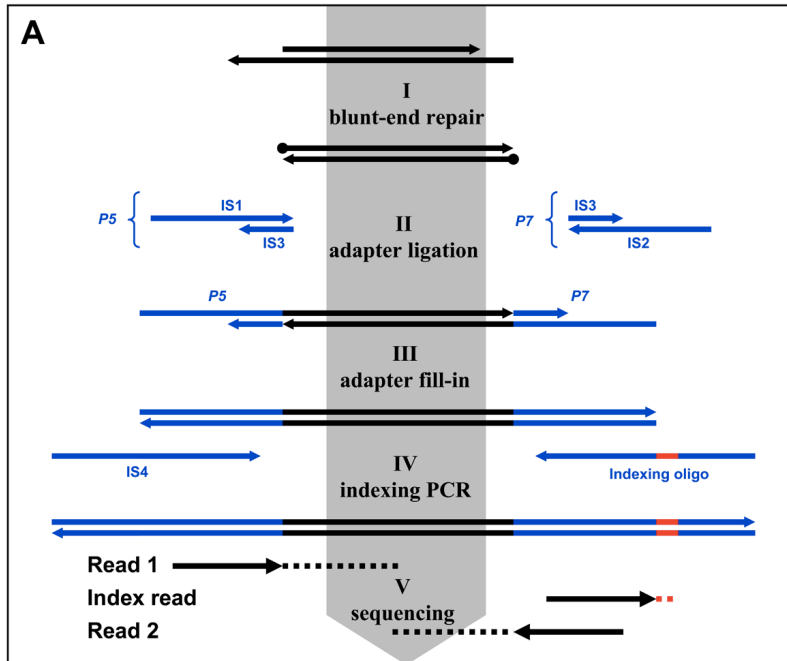 A
I
blunt-end repair
P5
IS1
IS3
II
adapter ligation
P7
IS3
IS2
P5
P7
III
adapter fill-in
IS4
IV
indexing PCR
Indexing oligo
Read 1
Index read
Read 2
V
sequencing